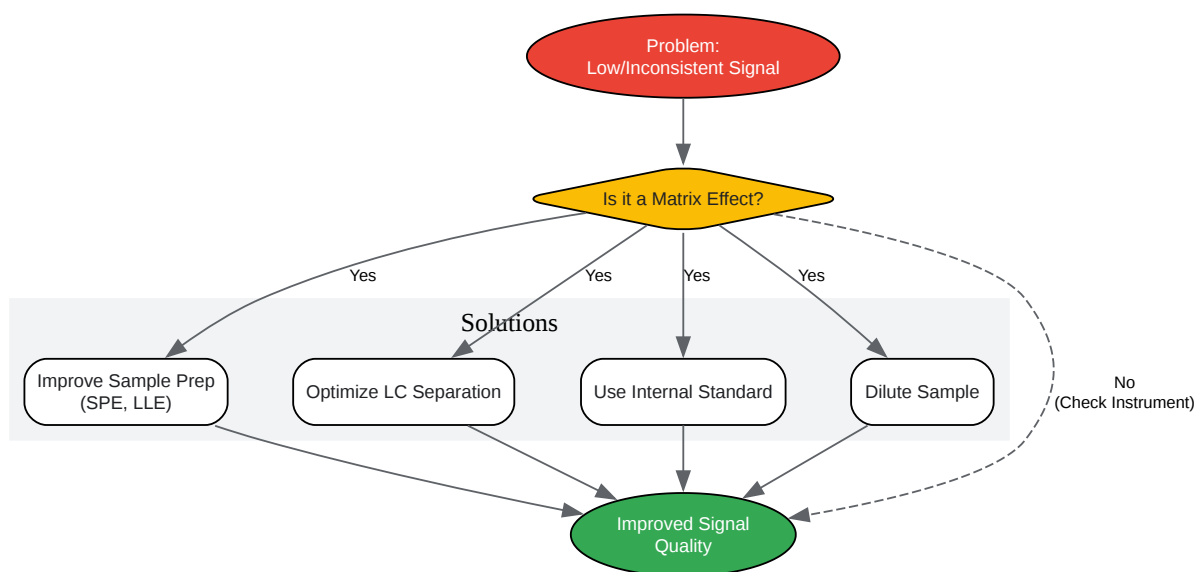 Problem:
Low/Inconsistent Signal
Is it a Matrix Effect?
Yes
Yes
Yes
Yes
Solutions
Improve Sample Prep
(SPE, LLE)
Optimize LC Separation
Use Internal Standard
Dilute Sample
No
(Check Instrument)
Improved Signal
Quality